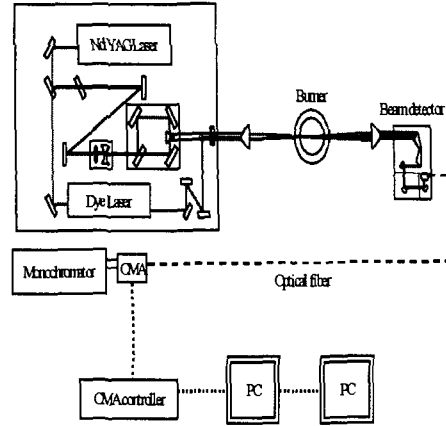 Nd YAG Laser
Burner
Beam detector
Dye Laser
Monochromator
OMA
Optical fiber
OMA controller
PC
PC